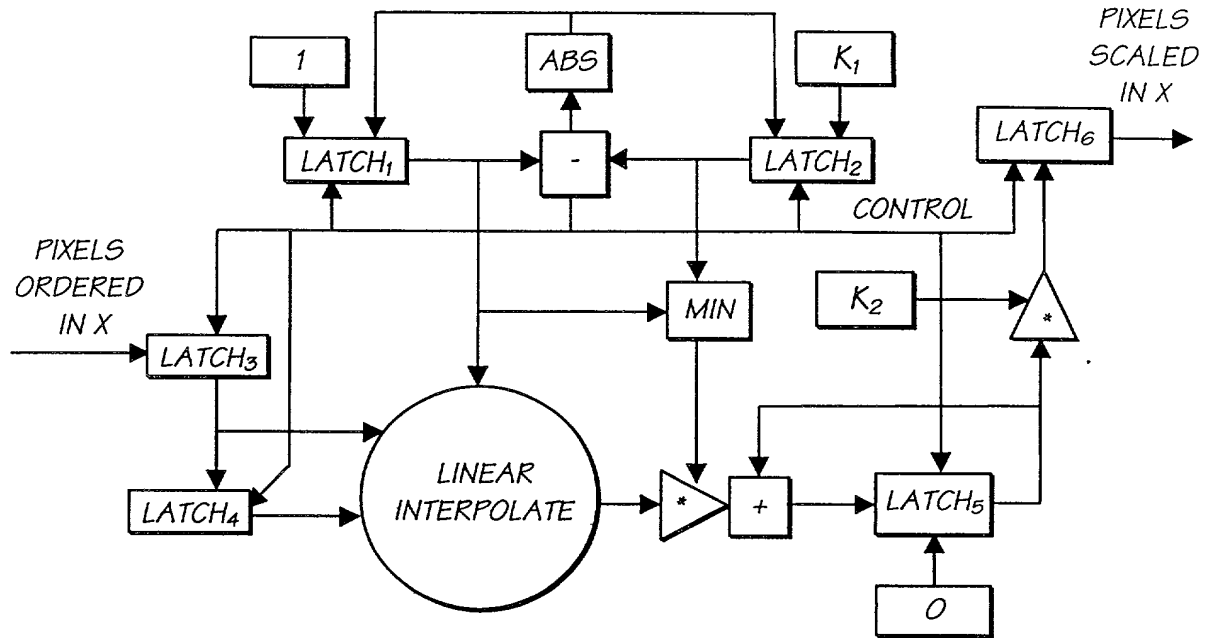 PIXELS
SCALED
IN X
1
ABS
K₁
LATCH₁
-
LATCH₂
LATCH₆
CONTROL
PIXELS
ORDERED
IN X
MIN
K₂
*
LATCH₃
LINEAR
INTERPOLATE
LATCH₄
*
+
LATCH₅
0